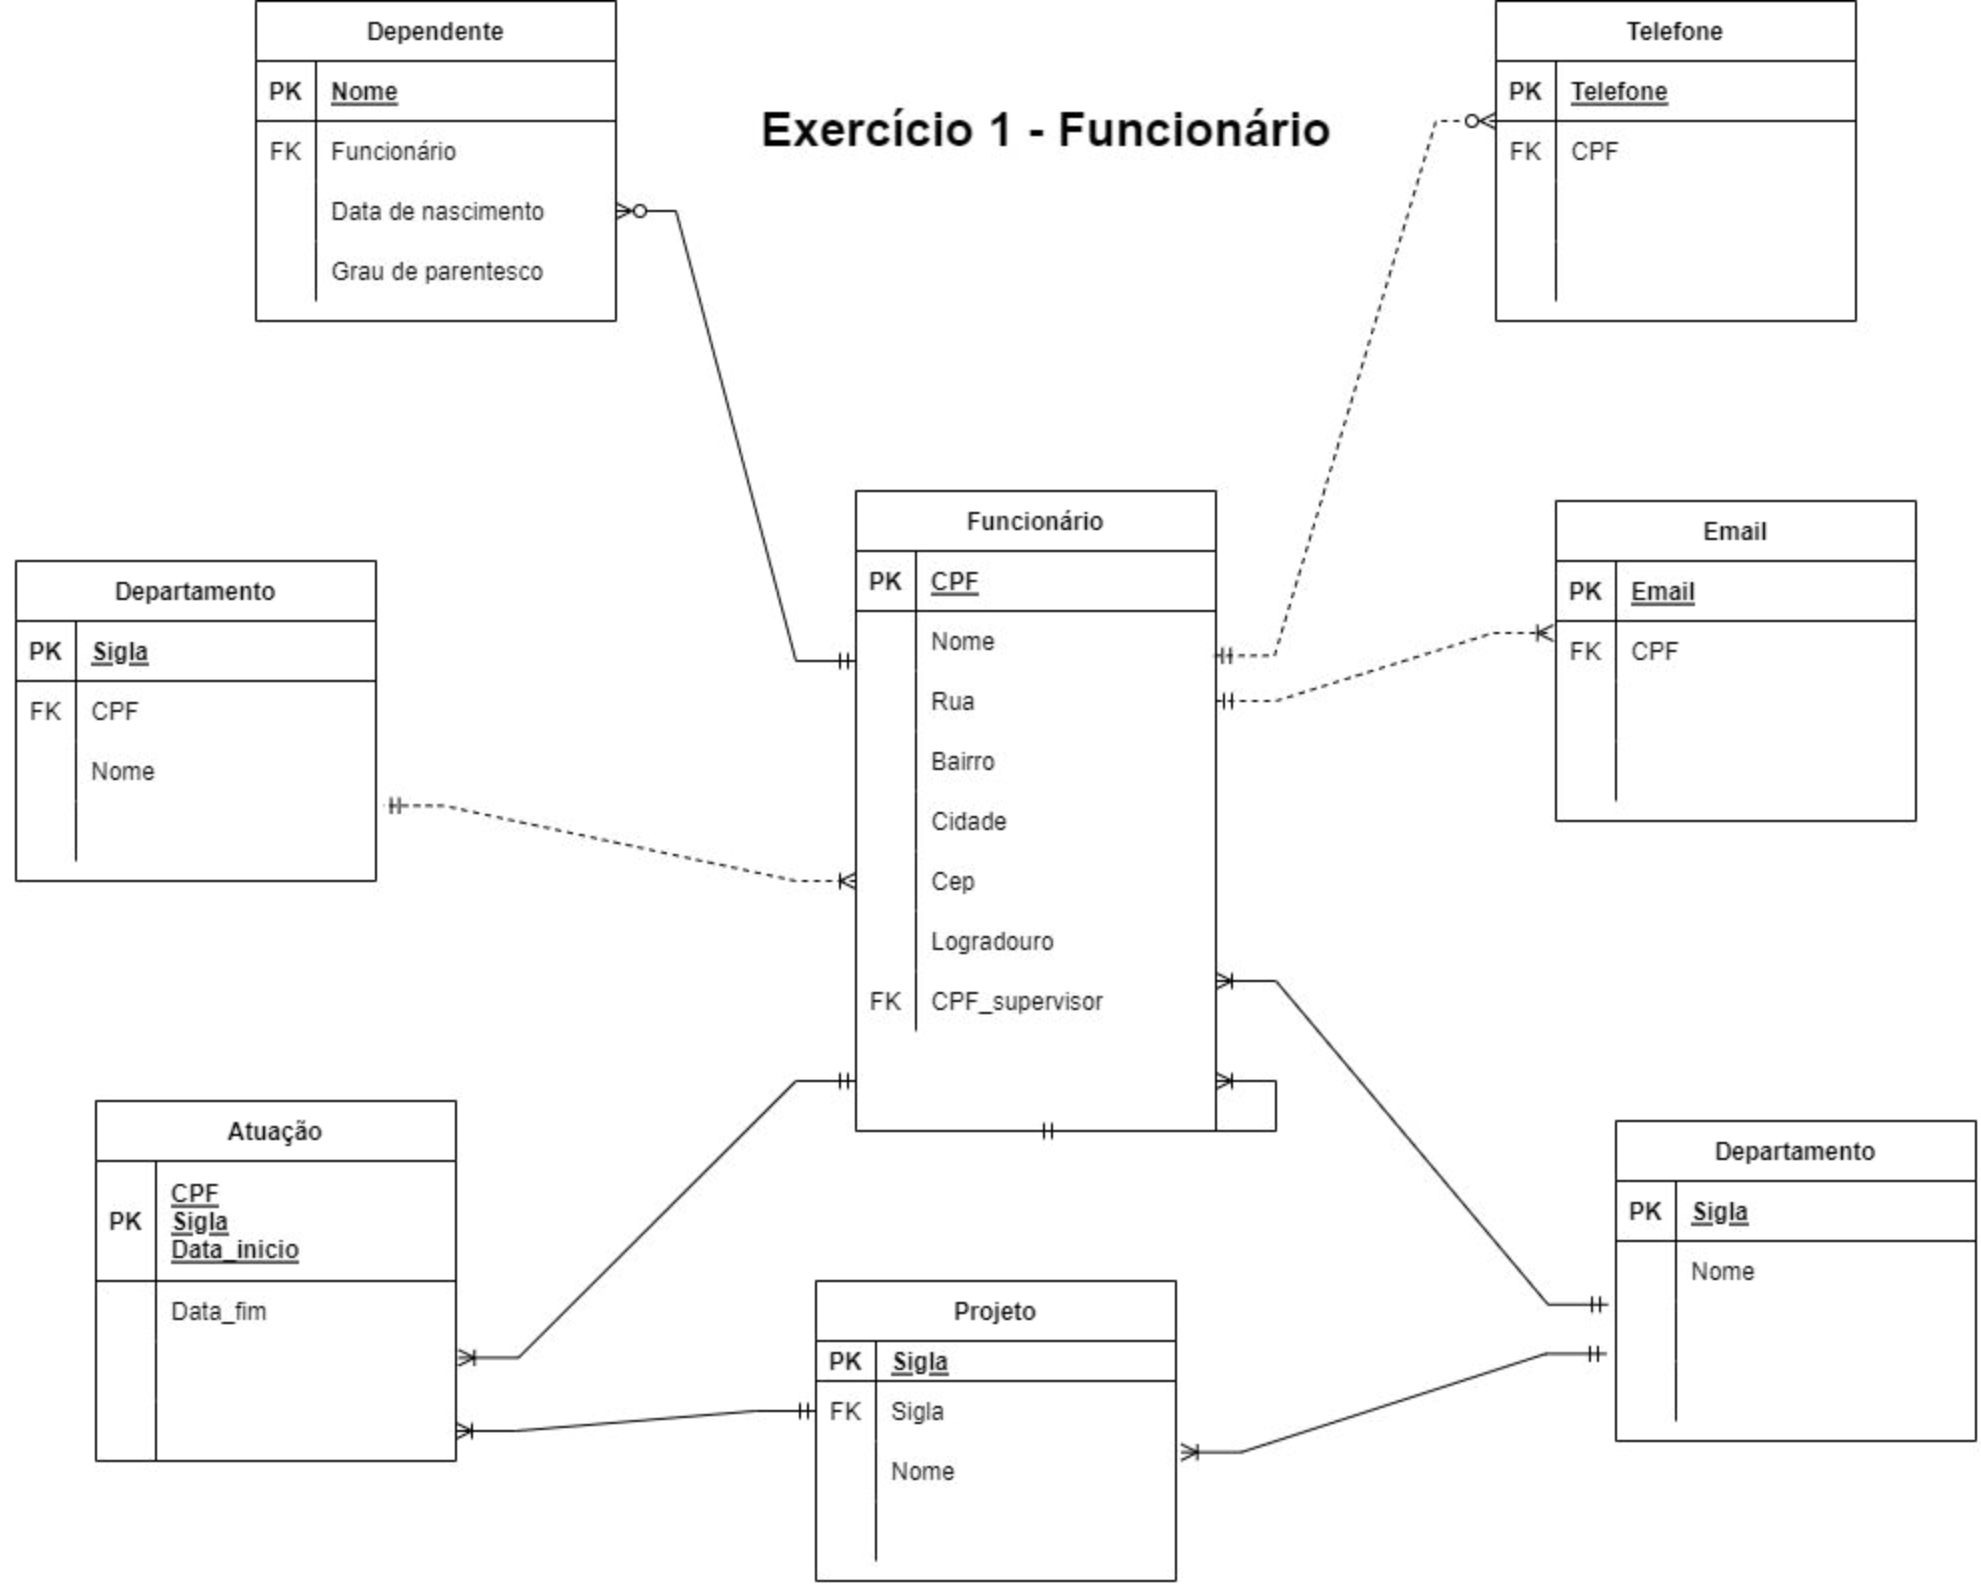 Dependente
PK Nome
FK Funcionário
Data de nascimento
Grau de parentesco
Exercício 1 - Funcionário
Telefone
PK Telefone
FK CPF
Departamento
PK Sigla
FK CPF
Nome
Funcionário
PK CPF
Nome
Rua
Bairro
Cidade
Cep
Logradouro
FK CPF_supervisor
Email
PK Email
FK CPF
Atuação
CPF
PK Sigla
Data_inicio
Data_fim
Projeto
PK Sigla
FK Sigla
Nome
Departamento
PK Sigla
Nome